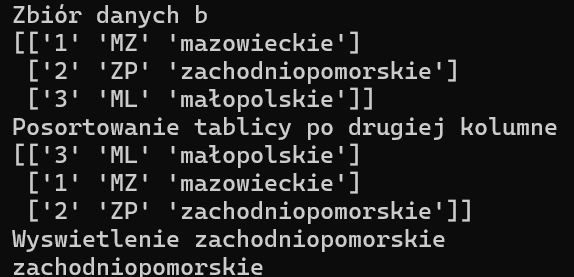 Zbiór danych b
[['1' 'MZ' 'mazowieckie']
 ['2' 'ZP' 'zachodniopomorskie']
 ['3' 'ML' 'małopolskie']]
Posortowanie tablicy po drugiej kolumne
[['3' 'ML' 'małopolskie']
 ['1' 'MZ' 'mazowieckie']
 ['2' 'ZP' 'zachodniopomorskie']]
Wyswietlenie zachodniopomorskie
zachodniopomorskie